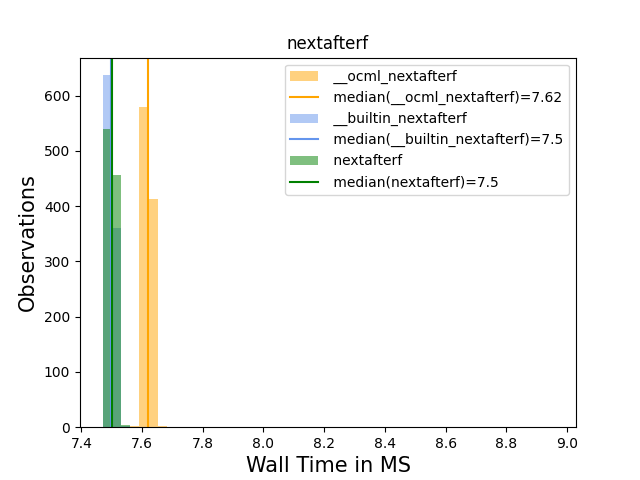 nextafterf
__ocml_nextafterf
median(__ocml_nextafterf)=7.62
__builtin_nextafterf
median(__builtin_nextafterf)=7.5
nextafterf
median(nextafterf)=7.5
Observations
600
500
400
300
200
100
0
7.4 7.6 7.8 8.0 8.2 8.4 8.6 8.8 9.0
Wall Time in MS